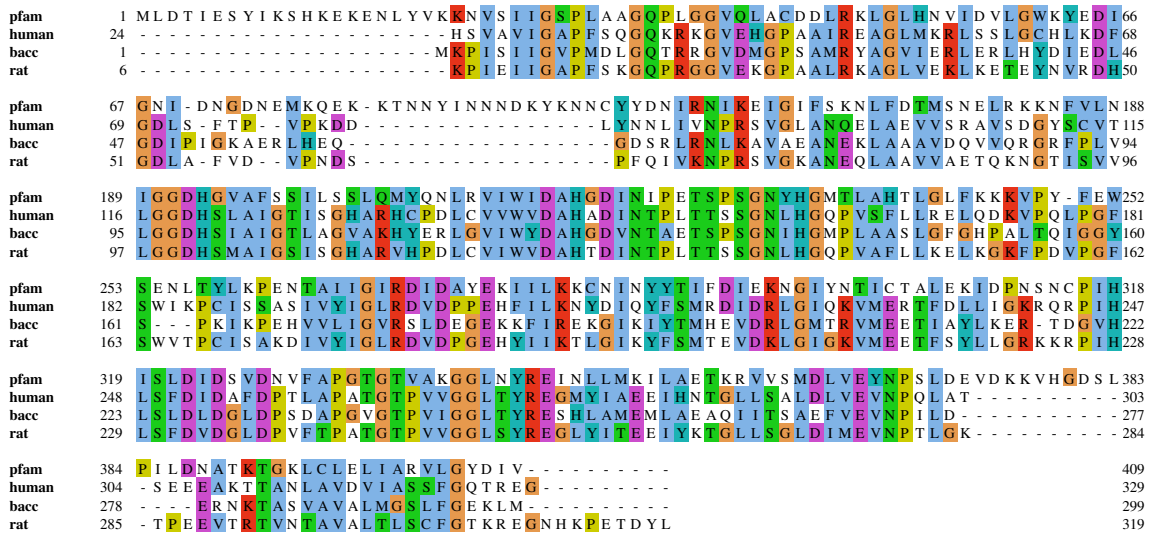 pfam 1 MLDTIESYIKSHKEKENLYVKKNVSIIGSPLAAGQPLGGVQLACDDLRKLGLHNVIDVLGWKYEDI 66
human 24 ---------------------HSVAVIGAPFSQGQKRKGVEHGPAAIREAGLMKRLSSLGCHLKDF 68
bacc 1 --------------------MKPISIIGVPMDLGQTRRGVDMGPSAMRYAGVIERLERLHYDIEDL 46
rat 6 ---------------------KPIEIIGAPFSKGQPRGGVEKGPAALRKAGLVEKLKETEYNVRDH 50
pfam 67 GNI-DNGDNEMKQEK-KTNNYINNNDKYKNNCYYDNIRNIKEIGIFSKNLFDTMSNELRKKNFVLN 188
human 69 GDLS-FTP--VPKDD----------------LYNNLIVNPRSVGLANQELAEVVSRAVSDGYSCVT 115
bacc 47 GDIPIGKAERLHEQ------------------GDSRLRNLKAVAEANEKLAAAVDQVVQRGRFPLV 94
rat 51 GDLA-FVD--VPNDS-----------------PFQIVKNPRSVGKANEQLAAVVAETQKNGTISVV 96
pfam 189 IGGDHGVAFSSILSSLQMYQNLRVIWIDAHGDINIPETSPSGNYHGMTLAHTLGLFKKKVPY-FEW 252
human 116 LGGDHSLAIGTISGHARHCPDLCVVWVDAHADINTPLTTSSGNLHGQPVSFLLRELQDKVPQLPGF 181
bacc 95 LGGDHSIAIGTLAGVAKHYERLGVIWYDAHGDVNTAETSPSGNIHGMPLAASLGFGHPALTQIGGY 160
rat 97 LGGDHSMAIGSISGHARVHPDLCVIWVDAHTDINTPLTTSSGNLHGQPVAFLLKELKGKFPDVPGF 162
pfam 253 SENLTYLKPENTAIIGIRDIDAYEKIILKKCNINYYTIFDIEKNGIYNTICTALEKIDPNSNCPIH 318
human 182 SWIKPCISSASIVYIGLRDVDPPEHFILKNYDIQYFSMRDIDRLGIQKVMERTFDLLIGKRQRPIH 247
bacc 161 S---PKIKPEHVVLIGVRSLDEGEKKFIREKGIKIYTMHEVDRLGMTRVMEETIAYLKER-TDGVH 222
rat 163 SWVTPCISAKDIVYIGLRDVDPGEHYIIKTLGIKYFSMTEVDKLGIGKVMEETFSYLLGRKKRPIH 228
pfam 319 ISLDIDSVDNVFAPGTGTVAKGGLNYREINLLMKILAETKRVVSMDLVEYNPSLDEVDKKVHGDSL 383
human 248 LSFDIDAFDPTLAPATGTPVVGGLTYREGMYIAEEIHNTGLLSALDLVEVNPQLAT---------- 303
bacc 223 LSLDLDGLDPSDAPGVGTPVIGGLTYRESHLAMEMLAEAQIITSAEFVEVNPILD----------- 277
rat 229 LSFDVDGLDPVFTPATGTPVVGGLSYREGLYITEEIYKTGLLSGLDIMEVNPTLGK---------- 284
pfam 384 PILDNATKTGKLCLELIARVLGYDIV--------- 409
human 304 -SEEEAKTTANLAVDVIASSFGQTREG-------- 329
bacc 278 ----ERNKTASVAVALMGSLFGEKLM--------- 299
rat 285 -TPEEVTRTVNTAVALTLSCFGTKREGNHKPETDYL 319